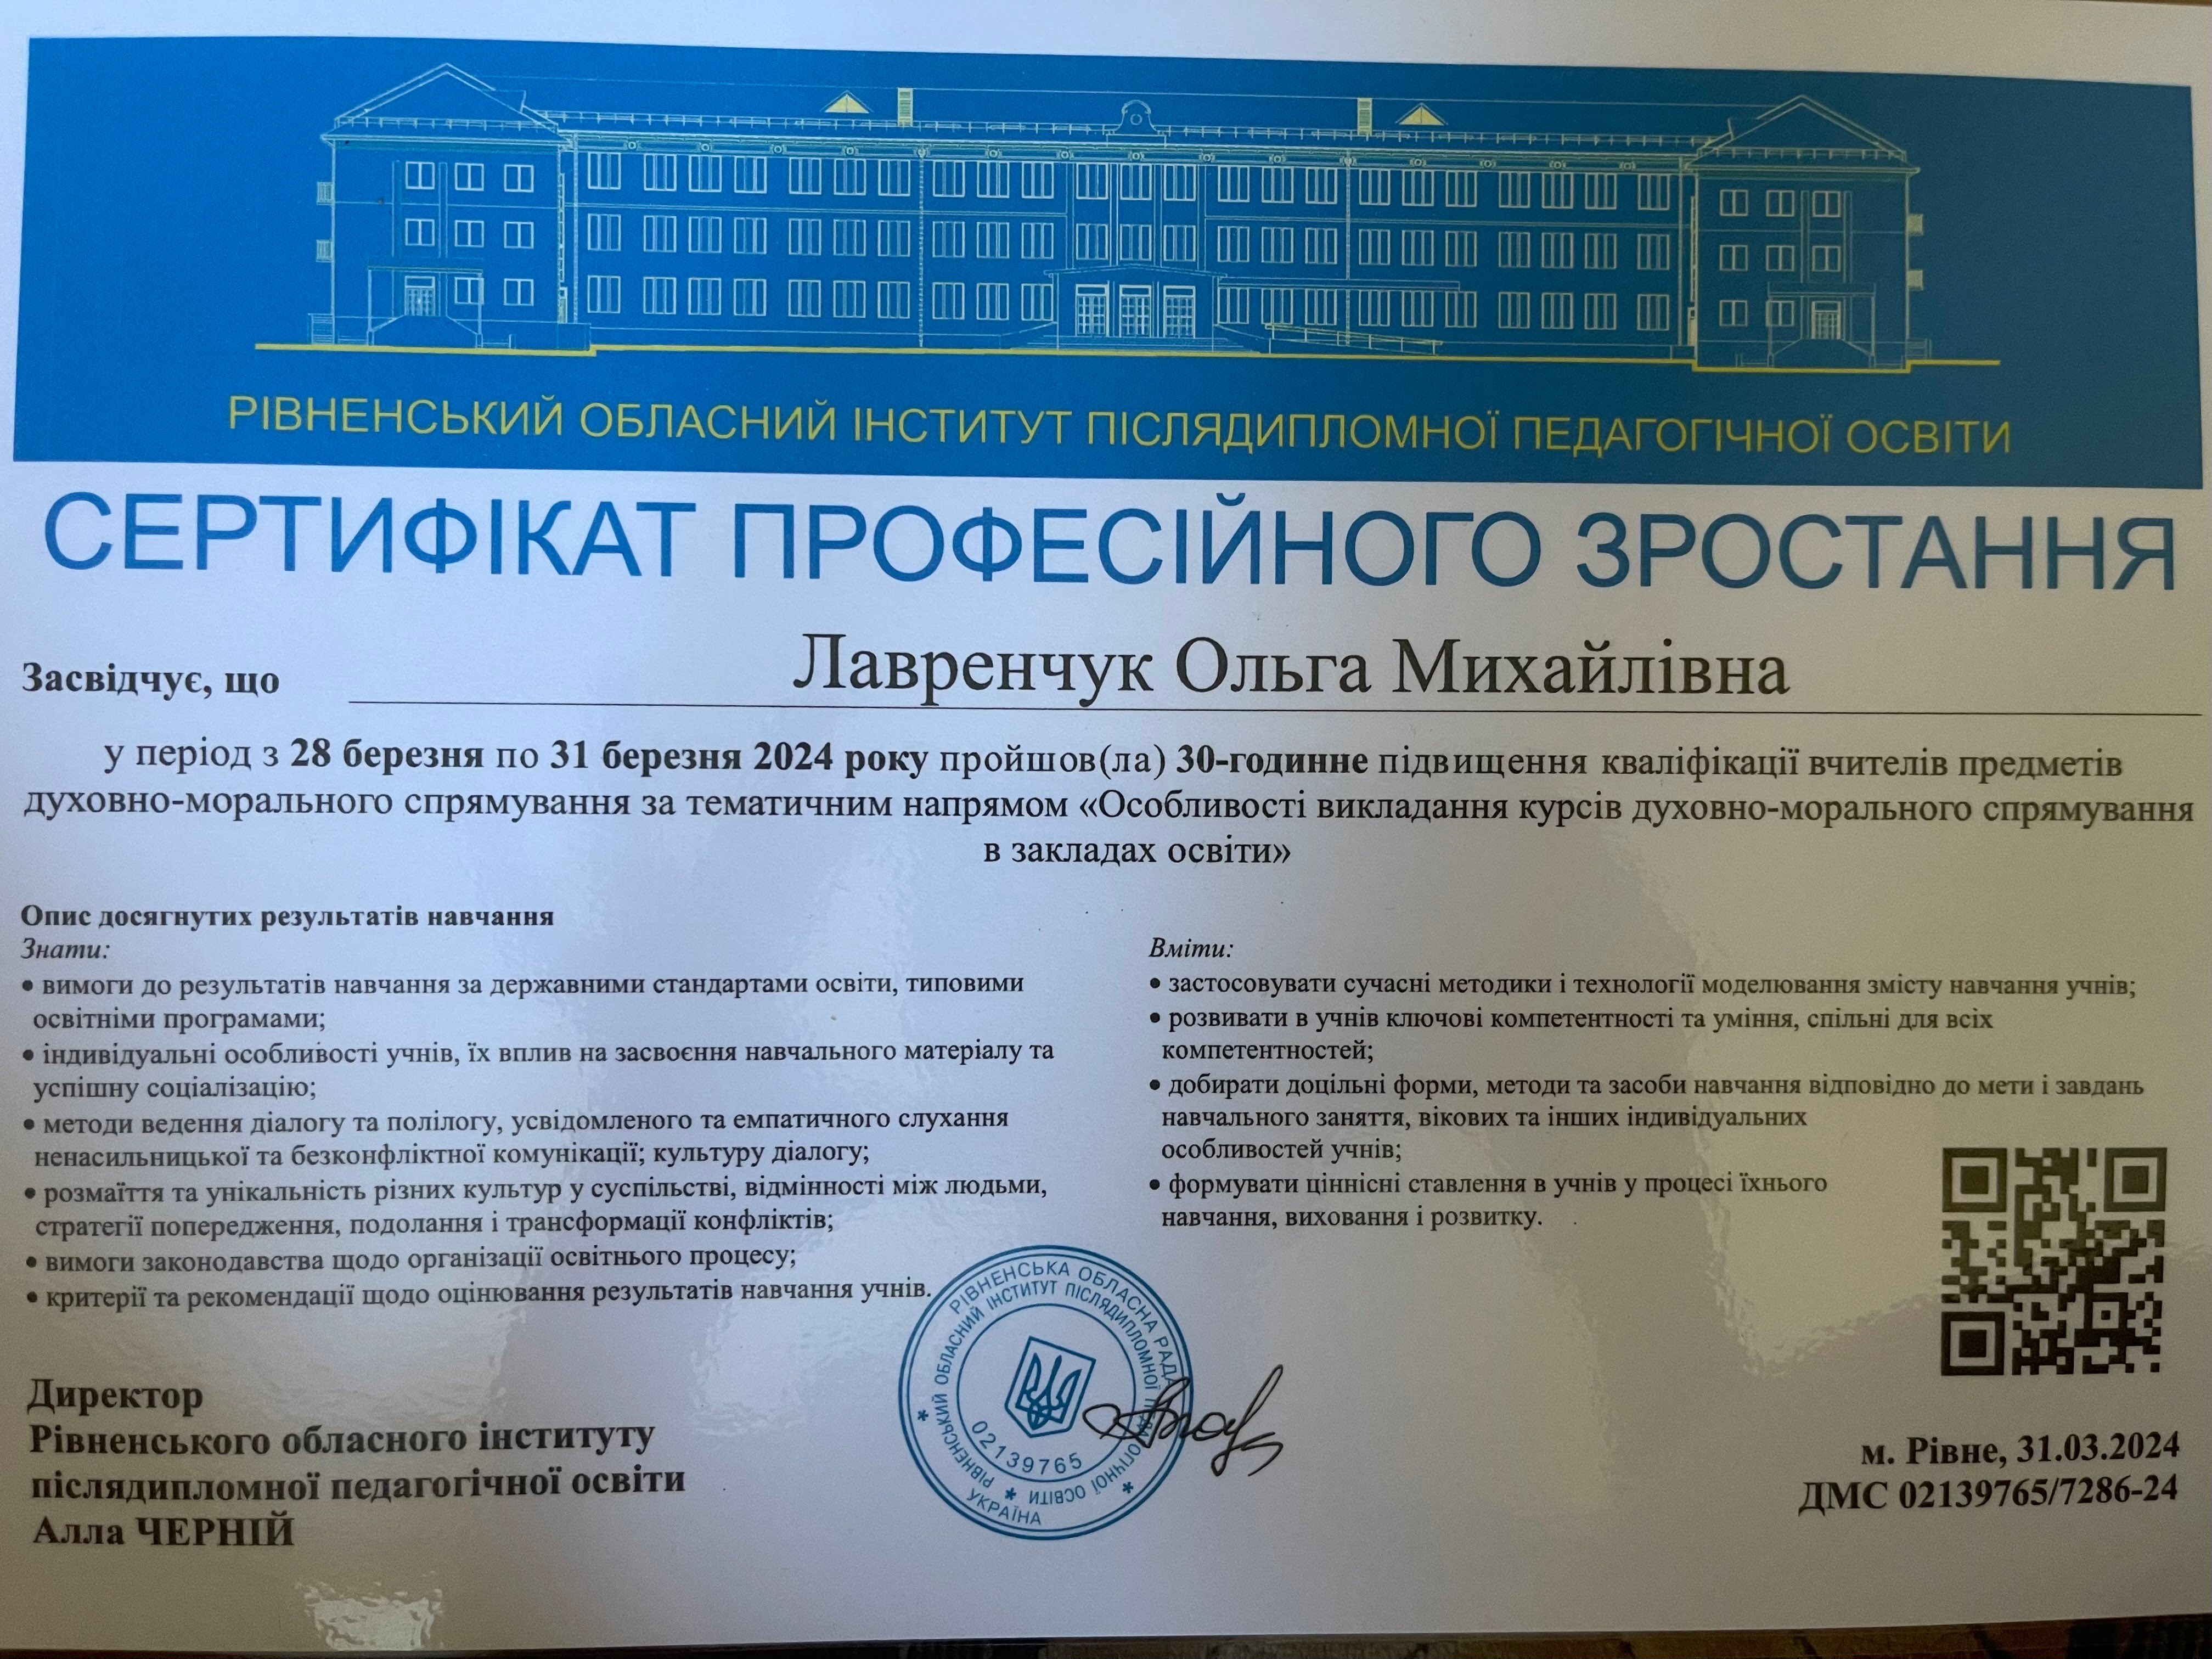 РІВНЕНСЬКИЙ ОБЛАСНИЙ ІНСТИТУТ ПІСЛЯДИПЛОМНОЇ ПЕДАГОГІЧНОЇ ОСВІТИ
СЕРТИФІКАТ ПРОФЕСІЙНОГО ЗРОСТАННЯ
Засвідчує, що Лавренчук Ольга Михайлівна
у період з 28 березня по 31 березня 2024 року пройшов(ла) 30-годинне підвищення кваліфікації вчителів предметів
духовно-морального спрямування за тематичним напрямом «Особливості викладання курсів духовно-морального спрямування
в закладах освіти»
Опис досягнутих результатів навчання
Знати:
• вимоги до результатів навчання за державними стандартами освіти, типовими
освітніми програмами;
• індивідуальні особливості учнів, їх вплив на засвоєння навчального матеріалу та
успішну соціалізацію;
• методи ведення діалогу та полілогу, усвідомленого та емпатичного слухання
ненасильницької та безконфліктної комунікації; культуру діалогу;
• розмаїття та унікальність різних культур у суспільстві, відмінності між людьми,
стратегії попередження, подолання і трансформації конфліктів;
• вимоги законодавства щодо організації освітнього процесу;
• критерії та рекомендації щодо оцінювання результатів навчання учнів.
Вміти:
• застосовувати сучасні методики і технології моделювання змісту навчання учнів;
• розвивати в учнів ключові компетентності та уміння, спільні для всіх
компетентностей;
• добирати доцільні форми, методи та засоби навчання відповідно до мети і завдань
навчального заняття, вікових та інших індивідуальних
особливостей учнів;
• формувати ціннісні ставлення в учнів у процесі їхнього
навчання, виховання і розвитку.
Директор
Рівненського обласного інституту
післядипломної педагогічної освіти
Алла ЧЕРНІЙ
РІВНЕНСЬКА ОБЛАСНА РАДА
РІВНЕНСЬКИЙ ОБЛАСНИЙ ІНСТИТУТ ПІСЛЯДИПЛОМНОЇ ПЕДАГОГІЧНОЇ ОСВІТИ
02139765
УКРАЇНА
м. Рівне, 31.03.2024
ДМС 02139765/7286-24